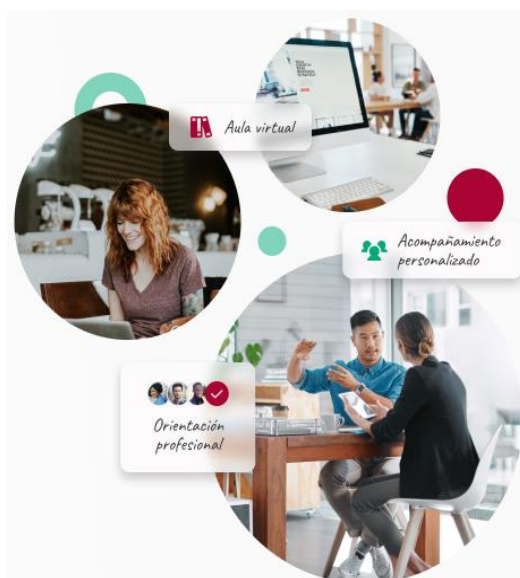 Aula virtual
Acompañamiento
personalizado
Orientación
profesional